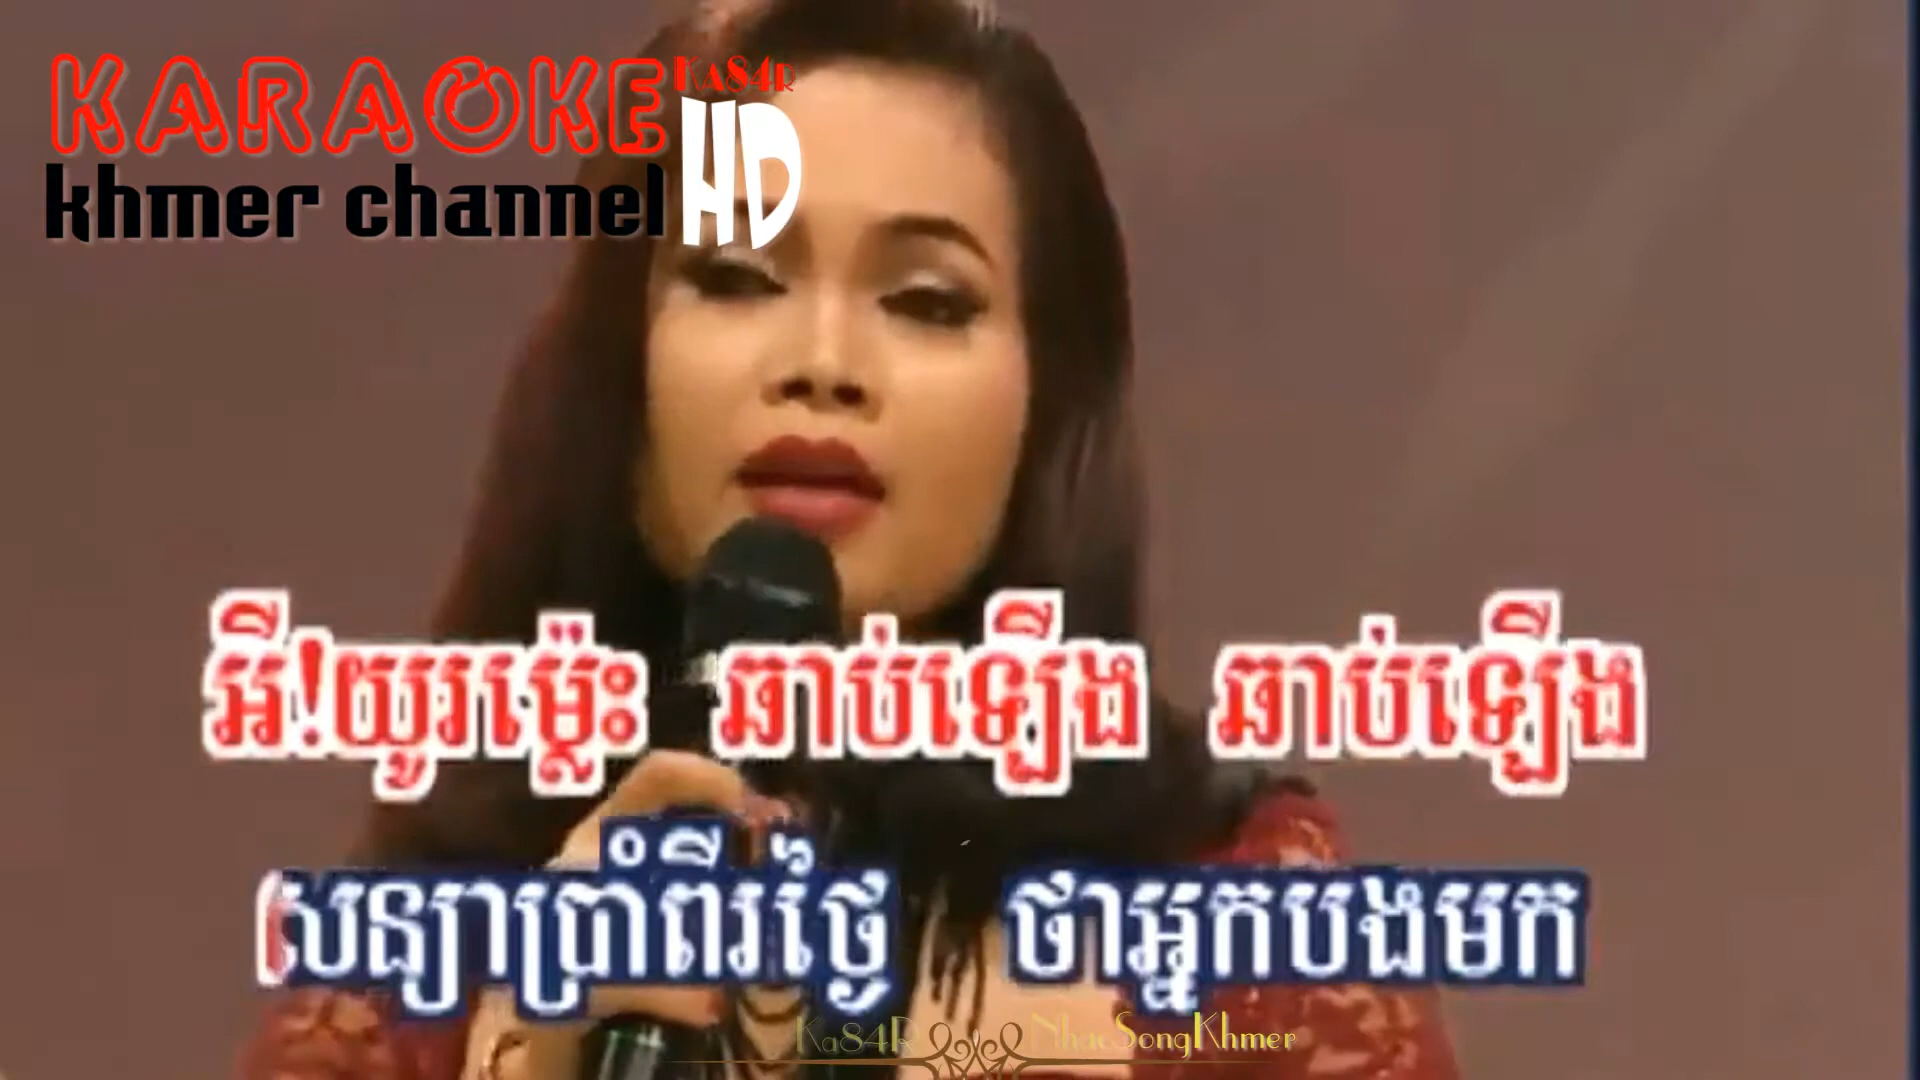 KARAOKE KA84R
khmer channel HD
អី!យូរម្ល៉េះ ឆាប់ឡើង ឆាប់ឡើង
សន្យាប្រាំពីរថ្ងៃ ថាអ្នកបងមក
Ka84R NhacSongKhmer